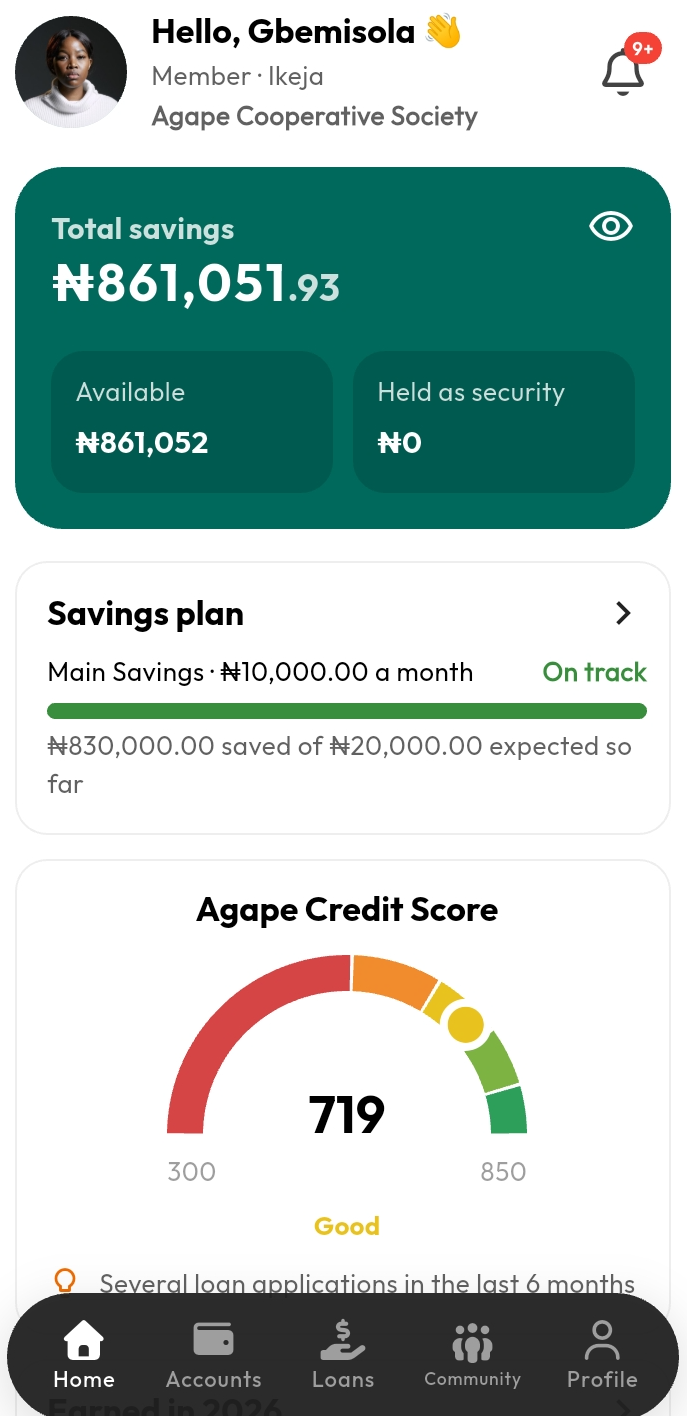 Hello, Gbemisola 👋
9+
Member · Ikeja
Agape Cooperative Society
Total savings
₦861,051.93
Available
Held as security
₦861,052
₦0
Savings plan
Main Savings · ₦10,000.00 a month
On track
₦830,000.00 saved of ₦20,000.00 expected so
far
Agape Credit Score
719
300
850
Good
Several loan applications in the last 6 months
Home
Accounts
Loans
Community
Profile
Earned in 2026